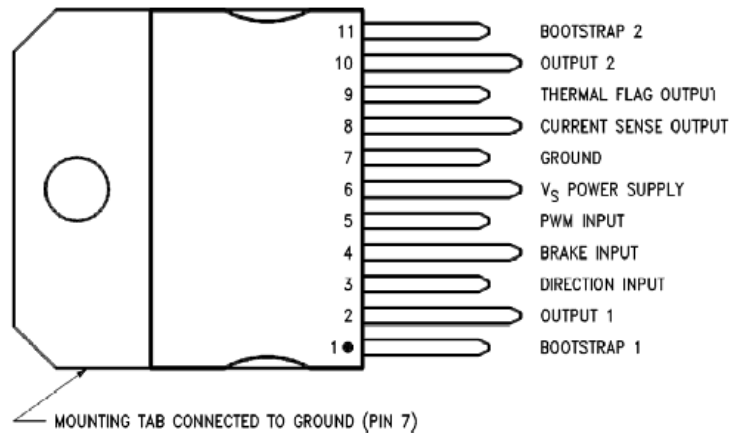 11 BOOTSTRAP 2
10 OUTPUT 2
9 THERMAL FLAG OUTPUT
8 CURRENT SENSE OUTPUT
7 GROUND
6 VS POWER SUPPLY
5 PWM INPUT
4 BRAKE INPUT
3 DIRECTION INPUT
2 OUTPUT 1
1 BOOTSTRAP 1
MOUNTING TAB CONNECTED TO GROUND (PIN 7)